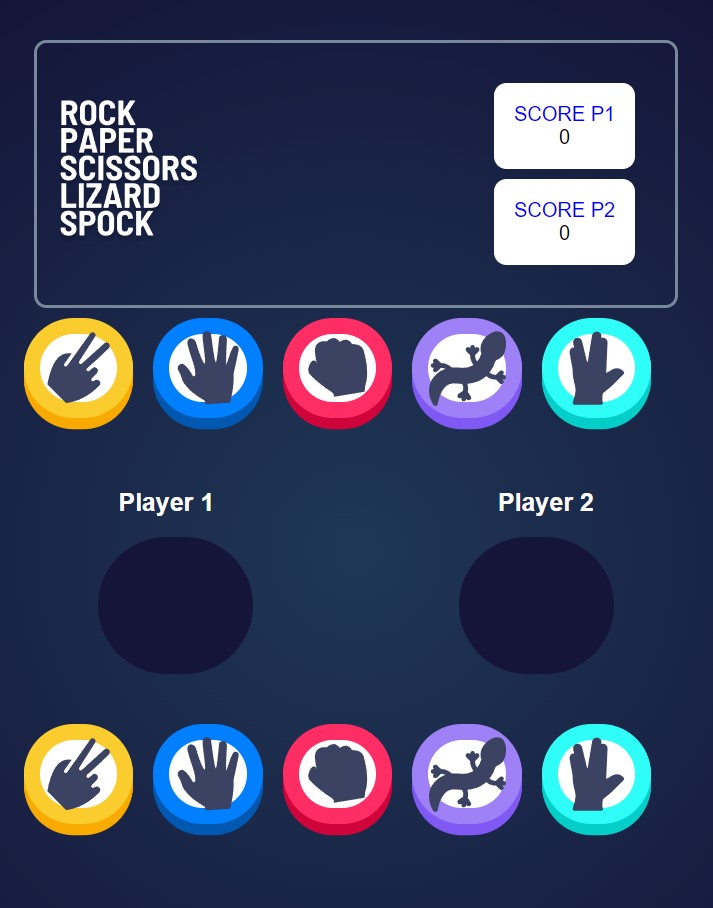 ROCK
PAPER
SCISSORS
LIZARD
SPOCK
SCORE P1
0
SCORE P2
0
Player 1
Player 2